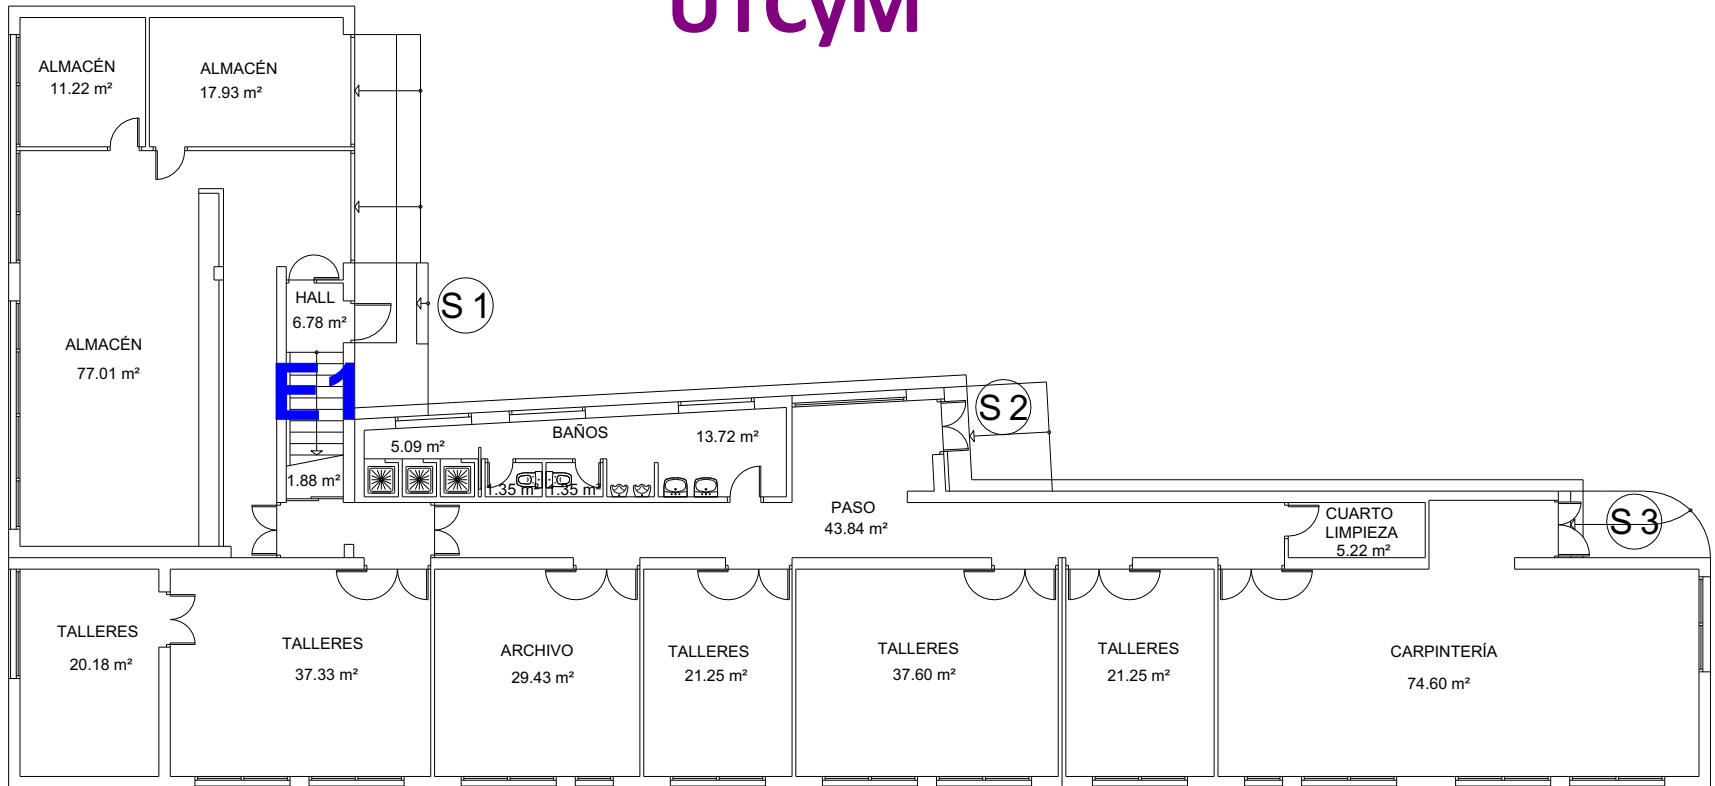 UTCyM
ALMACÉN
11.22 m²
ALMACÉN
17.93 m²
HALL
6.78 m²
S 1
ALMACÉN
77.01 m²
E1
S 2
BAÑOS
5.09 m²
13.72 m²
1.88 m²
1.35 m²
1.35 m²
PASO
43.84 m²
CUARTO
LIMPIEZA
5.22 m²
S 3
TALLERES
20.18 m²
TALLERES
37.33 m²
ARCHIVO
29.43 m²
TALLERES
21.25 m²
TALLERES
37.60 m²
TALLERES
21.25 m²
CARPINTERÍA
74.60 m²